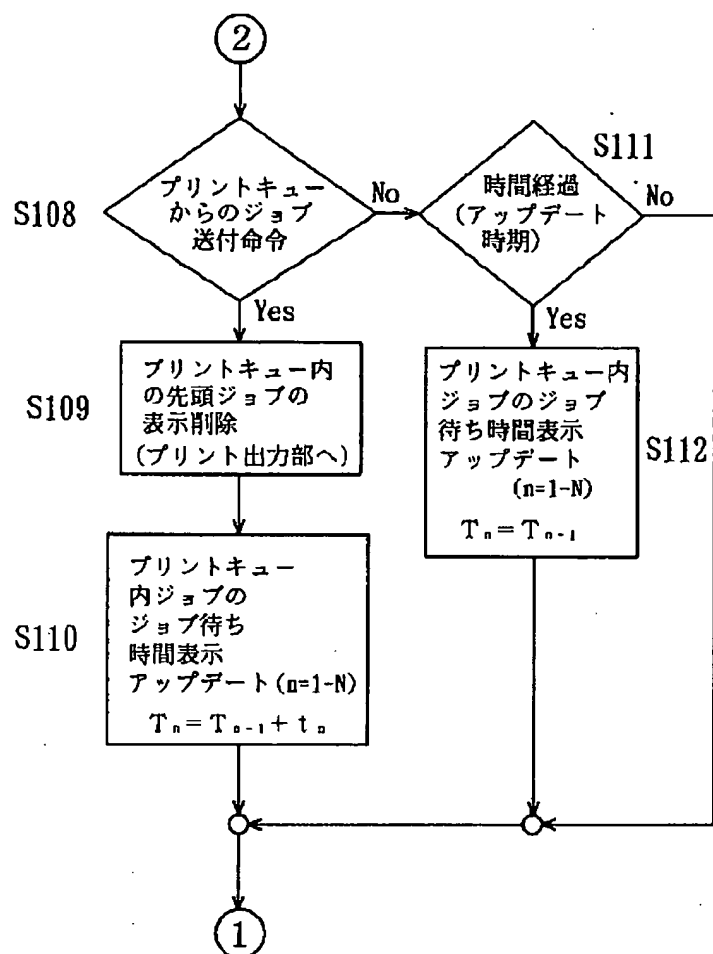 2
S108
プリントキュー
からのジョブ
送付命令
No
Yes
S111
時間経過
(アップデート
時期)
No
Yes
S109
プリントキュー内
の先頭ジョブの
表示削除
(プリント出力部へ)
プリントキュー内
ジョブのジョブ
待ち時間表示
アップデート
(n=1-N)
Tₙ=Tₙ₋₁
S112
S110
プリントキュー
内ジョブの
ジョブ待ち
時間表示
アップデート(n=1-N)
Tₙ=Tₙ₋₁+tₙ
1